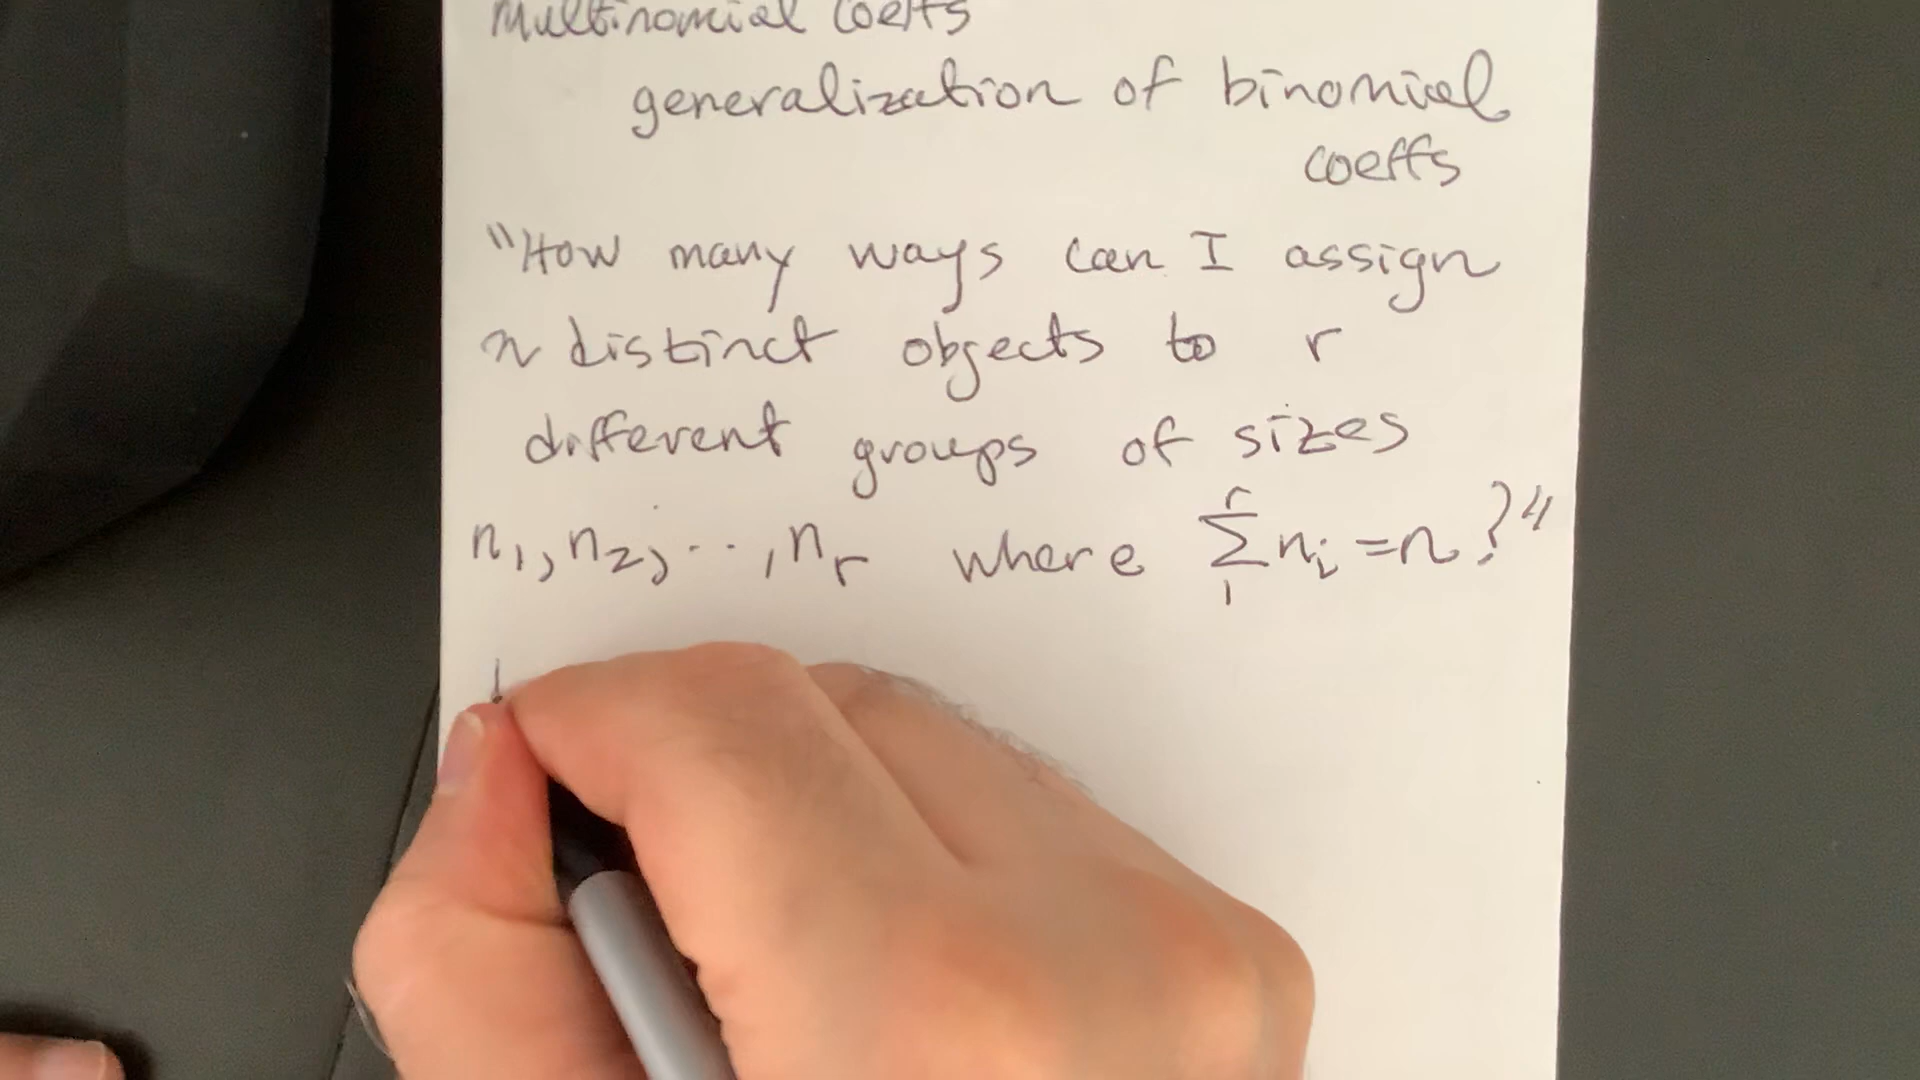 Multinomial Coeffs
generalization of binomial
coeffs
"How many ways can I assign
n distinct objects to r
different groups of sizes
n₁, n₂, ..., nᵣ where ∑₁ʳ nᵢ = n?"